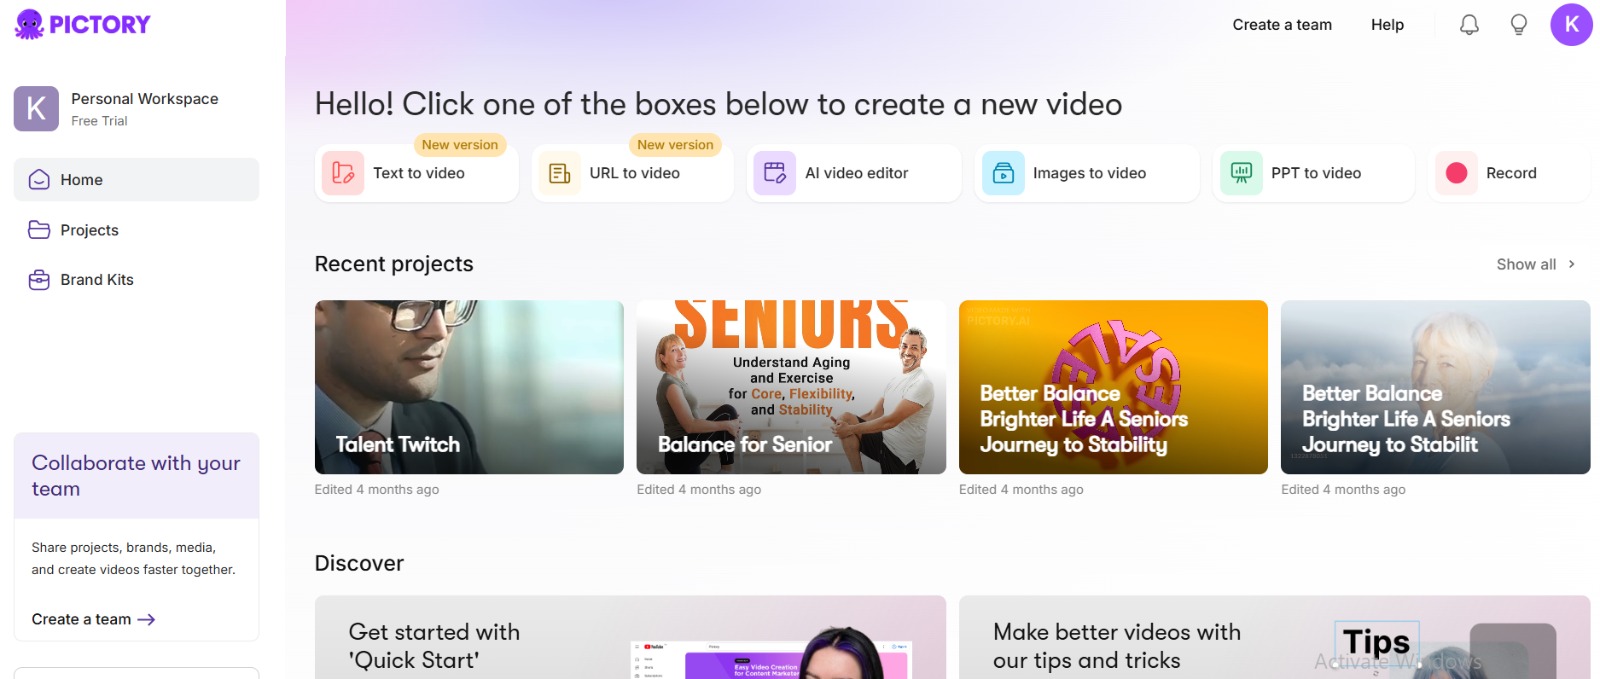 PICTORY
Create a team
Help
K
K
Personal Workspace
Free Trial
Home
Projects
Brand Kits
Collaborate with your
team
Share projects, brands, media,
and create videos faster together.
Create a team
Hello! Click one of the boxes below to create a new video
New version
New version
Text to video
URL to video
AI video editor
Images to video
PPT to video
Record
Recent projects
Show all
Talent Twitch
Edited 4 months ago
SENIORS
Understand Aging
and Exercise
for Core, Flexibility,
and Stability
Balance for Senior
Edited 4 months ago
PICTORY.AI
SALE
Better Balance
Brighter Life A Seniors
Journey to Stability
Edited 4 months ago
Better Balance
Brighter Life A Seniors
Journey to Stabilit
Edited 4 months ago
Discover
Get started with
'Quick Start'
YouTube
Easy Video Creation
for Content Marketer
Make better videos with
our tips and tricks
Tips
Activate Windows